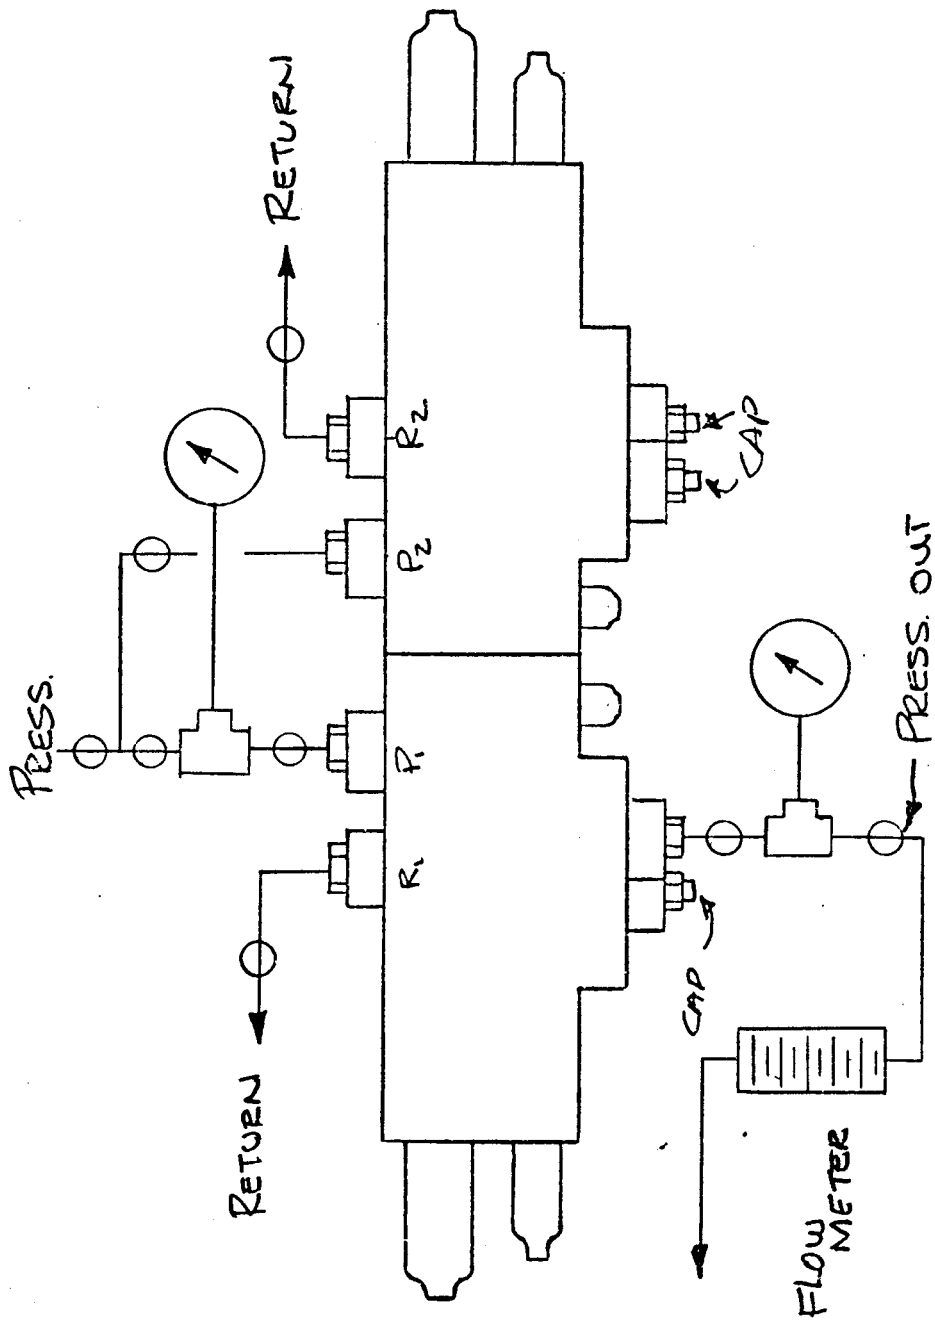 PRESS.
RETURN
RETURN
R1
P1
P2
R2
CAP
CAP
PRESS. OUT
FLOW
METER